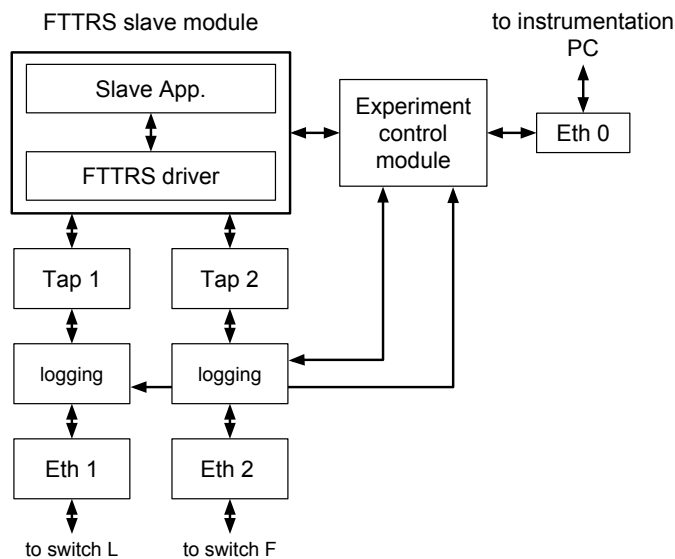 FTTRS slave module
to instrumentation
PC
Slave App.
FTTRS driver
Experiment
control
module
Eth 0
Tap 1
Tap 2
logging
logging
Eth 1
Eth 2
to switch L
to switch F